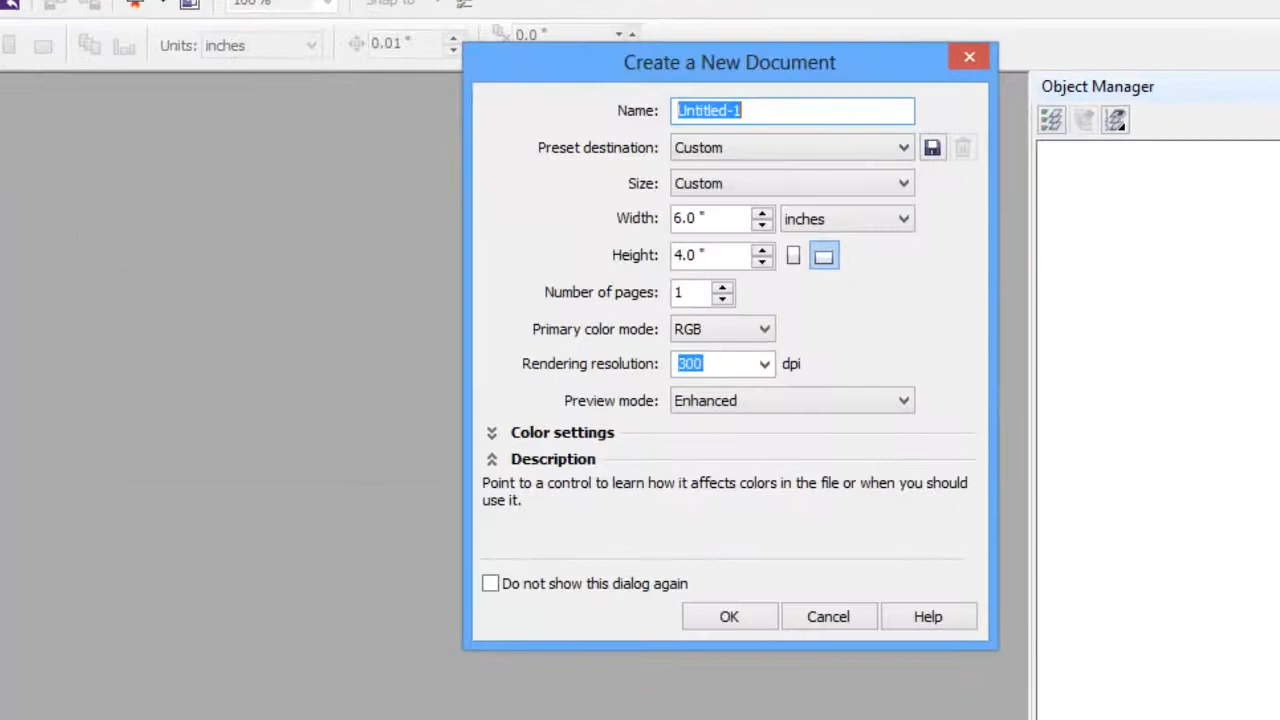 100% Snap to
Units: inches 0.01 " 0.0 "
Create a New Document
Object Manager
Name: Untitled-1
Preset destination: Custom
Size: Custom
Width: 6.0 " inches
Height: 4.0 "
Number of pages: 1
Primary color mode: RGB
Rendering resolution: 300 dpi
Preview mode: Enhanced
Color settings
Description
Point to a control to learn how it affects colors in the file or when you should
use it.
Do not show this dialog again
OK Cancel Help